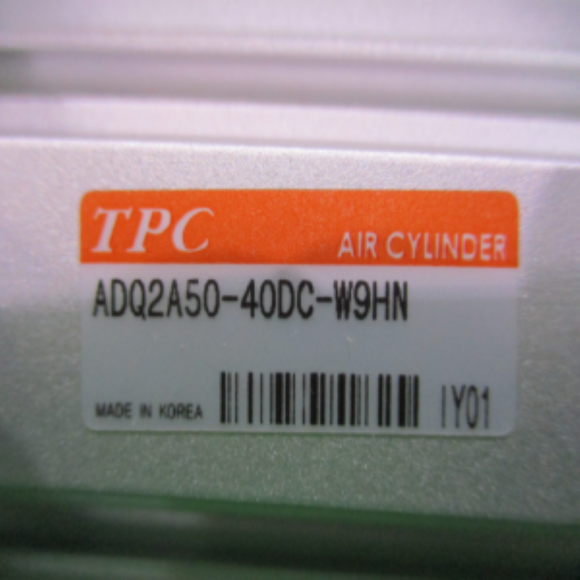 TPC AIR CYLINDER
ADQ2A50-40DC-W9HN
MADE IN KOREA IY01